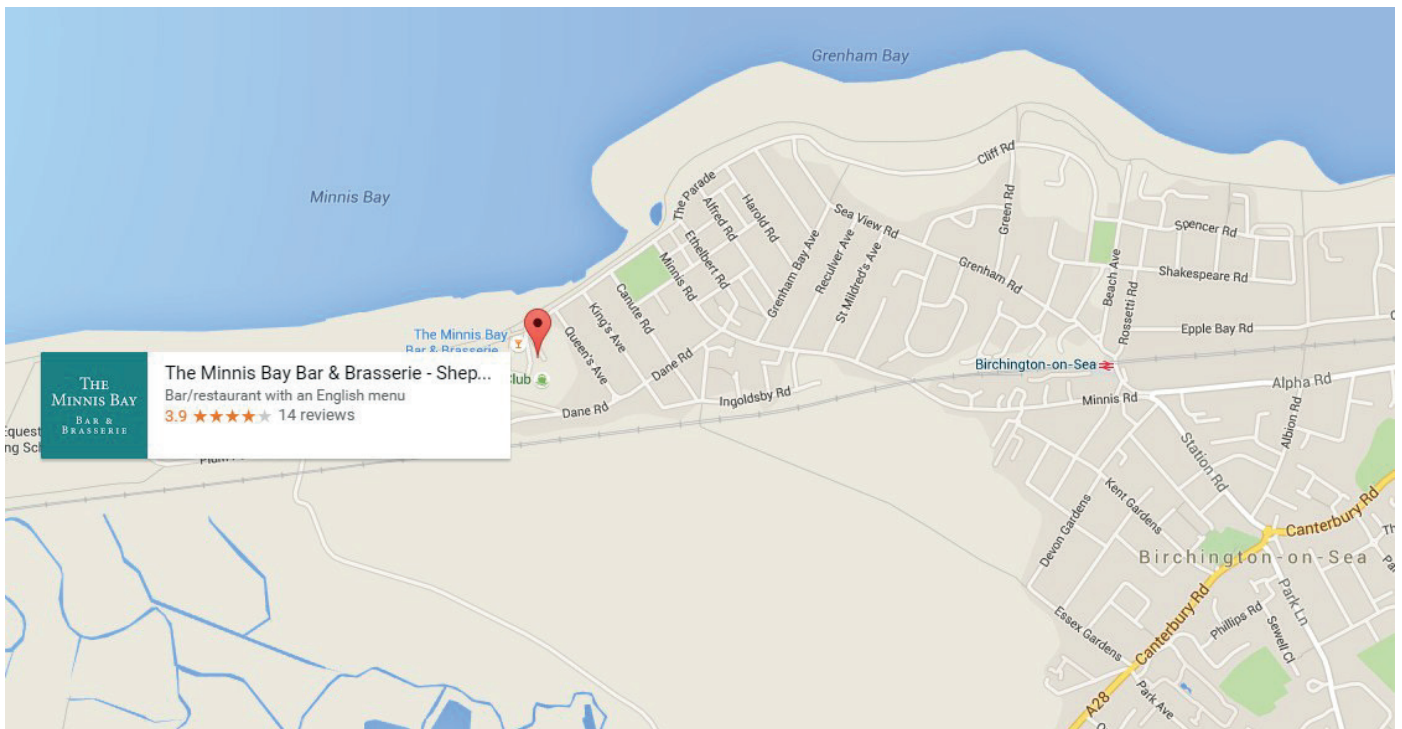 Grenham Bay
Minnis Bay
Cliff Rd
The Parade
Alfred Rd
Harold Rd
Ethelbert Rd
Minnis Rd
Canute Rd
King's Ave
Queen's Ave
Grenham Bay Ave
Reculver Ave
St Mildred's Ave
Sea View Rd
Green Rd
Grenham Rd
Spencer Rd
Shakespeare Rd
Beach Ave
Rossetti Rd
Epple Bay Rd
The Minnis Bay
Bar & Brasserie
Club
Dane Rd
Dane Rd
Ingoldsby Rd
Birchington-on-Sea
Minnis Rd
Alpha Rd
Albion Rd
Station Rd
THE
MINNIS BAY
BAR &
BRASSERIE
The Minnis Bay Bar & Brasserie - Shep...
Bar/restaurant with an English menu
3.9 14 reviews
Kent Gardens
Devon Gardens
Canterbury Rd
Birchington-on-Sea
Essex Gardens
Canterbury Rd
Phillips Rd
Sewell Cl
Park Ln
A28
Park Ave